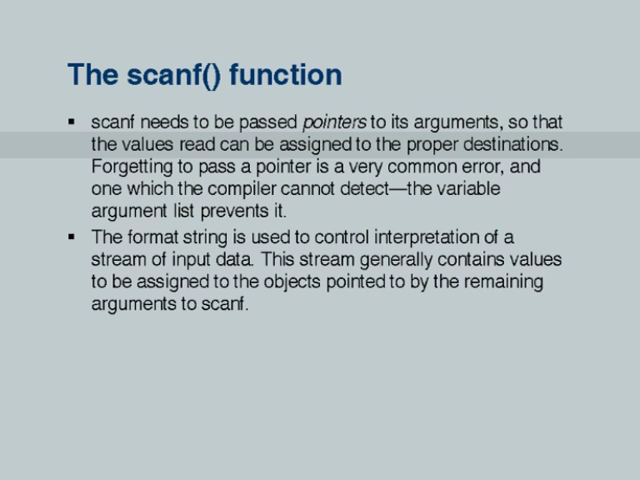 The scanf() function
▪ scanf needs to be passed pointers to its arguments, so that
the values read can be assigned to the proper destinations.
Forgetting to pass a pointer is a very common error, and
one which the compiler cannot detect—the variable
argument list prevents it.
▪ The format string is used to control interpretation of a
stream of input data. This stream generally contains values
to be assigned to the objects pointed to by the remaining
arguments to scanf.